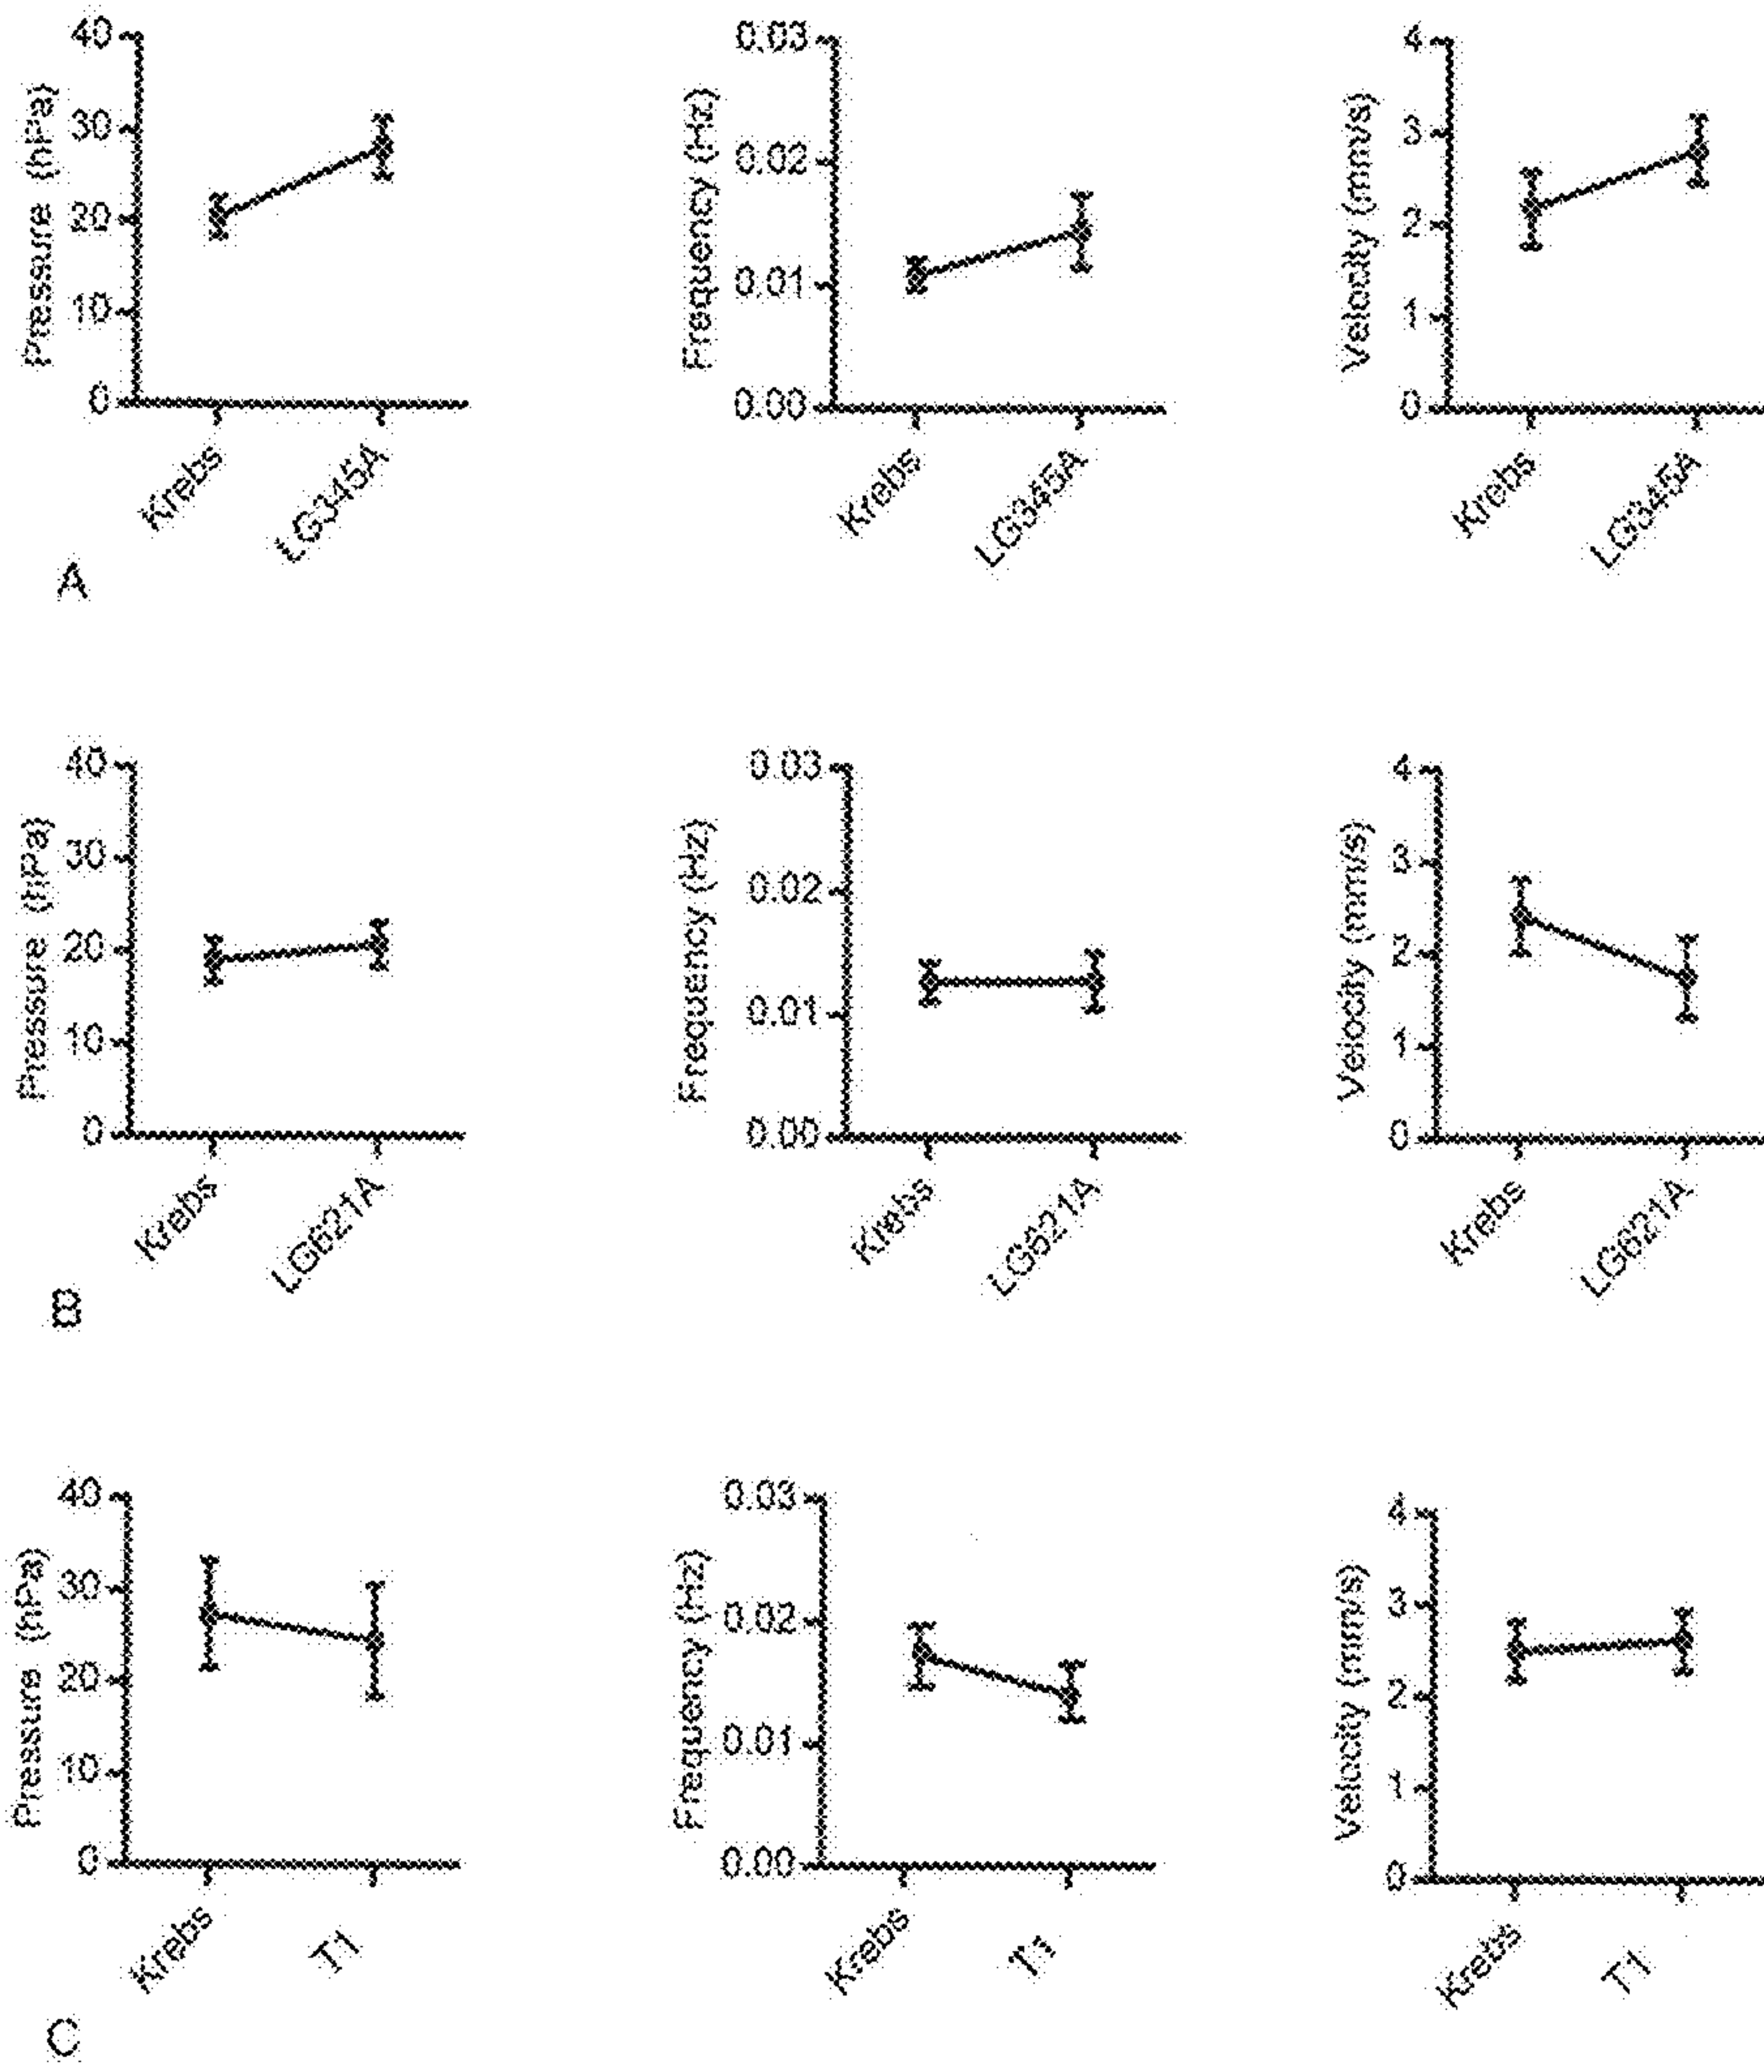 40
30
20
10
0
Pressure (hPa)
Krebs
LG345A
0.03
0.02
0.01
0.00
Frequency (Hz)
Krebs
LG345A
4
3
2
1
0
Velocity (mm/s)
Krebs
LG345A
A
40
30
20
10
0
Pressure (hPa)
Krebs
LG621A
0.03
0.02
0.01
0.00
Frequency (Hz)
Krebs
LG621A
4
3
2
1
0
Velocity (mm/s)
Krebs
LG621A
B
40
30
20
10
0
Pressure (hPa)
Krebs
T1
0.03
0.02
0.01
0.00
Frequency (Hz)
Krebs
T1
4
3
2
1
0
Velocity (mm/s)
Krebs
T1
C